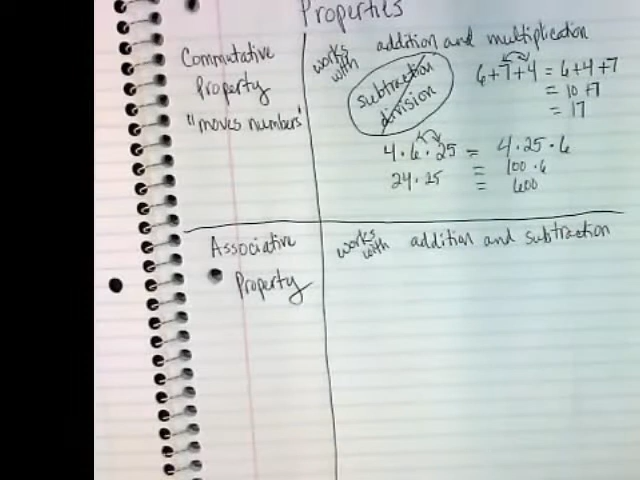 Properties
Commutative
Property
"moves numbers"
works with addition and multiplication
subtraction
division
6+7+4 = 6+4+7
= 10+7
= 17
4·6·25 = 4·25·6
24·25 = 100·6
= 600
Associative
Property
works with addition and subtraction